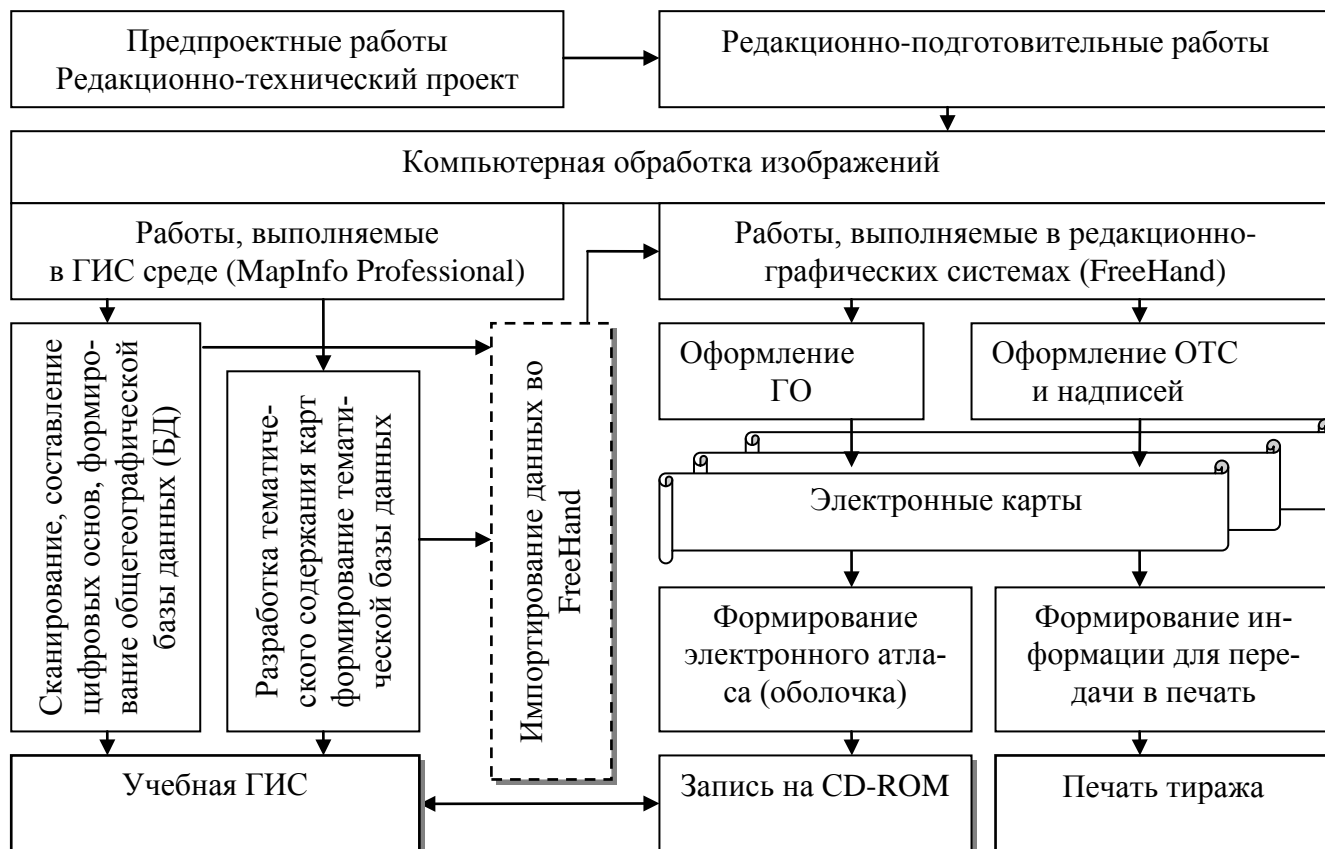 Предпроектные работы
Редакционно-технический проект
Редакционно-подготовительные работы
Компьютерная обработка изображений
Работы, выполняемые
в ГИС среде (MapInfo Professional)
Работы, выполняемые в редакционно-
графических системах (FreeHand)
Сканирование, составление
цифровых основ, формиро-
вание общегеографической
базы данных (БД)
Разработка тематиче-
ского содержания карт
формирование темати-
ческой базы данных
Импортирование данных во
FreeHand
Оформление
ГО
Оформление ОТС
и надписей
Электронные карты
Формирование
электронного атла-
са (оболочка)
Формирование ин-
формации для пере-
дачи в печать
Учебная ГИС
Запись на CD-ROM
Печать тиража